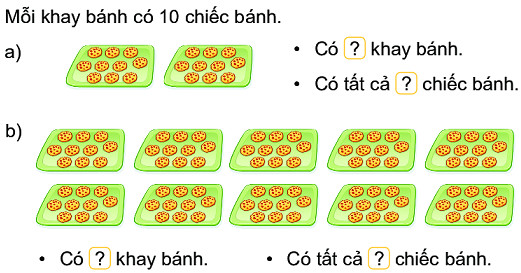 Mỗi khay bánh có 10 chiếc bánh.
a)
• Có ? khay bánh.
• Có tất cả ? chiếc bánh.
b)
• Có ? khay bánh.
• Có tất cả ? chiếc bánh.